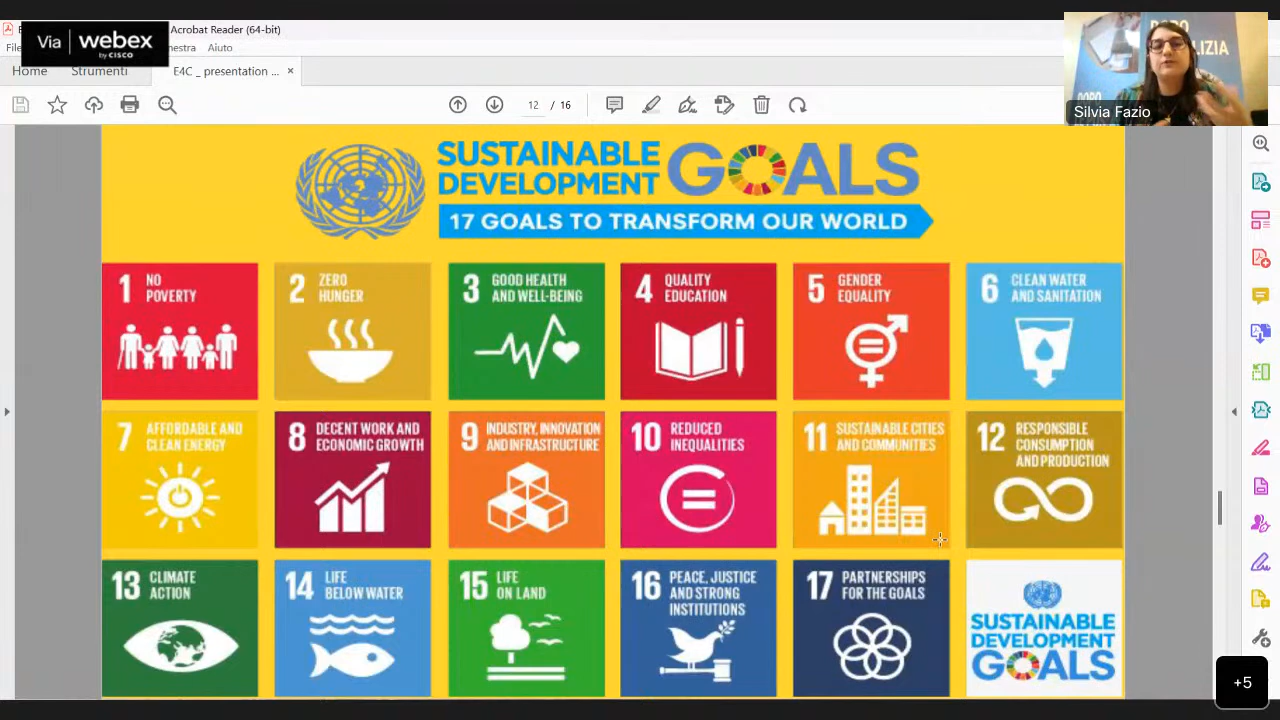 Acrobat Reader (64-bit)
Via webex
by CISCO
Aiuto
Home Strumenti E4C _ presentation ... ×
12 / 16
Silvia Fazio
SUSTAINABLE
DEVELOPMENT
GOALS
17 GOALS TO TRANSFORM OUR WORLD
1 NO
POVERTY
2 ZERO
HUNGER
3 GOOD HEALTH
AND WELL-BEING
4 QUALITY
EDUCATION
5 GENDER
EQUALITY
6 CLEAN WATER
AND SANITATION
7 AFFORDABLE AND
CLEAN ENERGY
8 DECENT WORK AND
ECONOMIC GROWTH
9 INDUSTRY, INNOVATION
AND INFRASTRUCTURE
10 REDUCED
INEQUALITIES
11 SUSTAINABLE CITIES
AND COMMUNITIES
12 RESPONSIBLE
CONSUMPTION
AND PRODUCTION
13 CLIMATE
ACTION
14 LIFE
BELOW WATER
15 LIFE
ON LAND
16 PEACE, JUSTICE
AND STRONG
INSTITUTIONS
17 PARTNERSHIPS
FOR THE GOALS
SUSTAINABLE
DEVELOPMENT
GOALS
+5